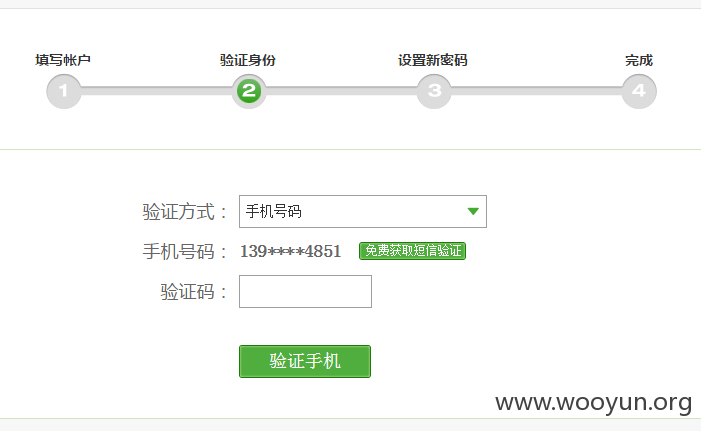 填写帐户 验证身份 设置新密码 完成
1 2 3 4
验证方式： 手机号码
手机号码： 139****4851 免费获取短信验证
验证码：
验证手机
www.wooyun.org